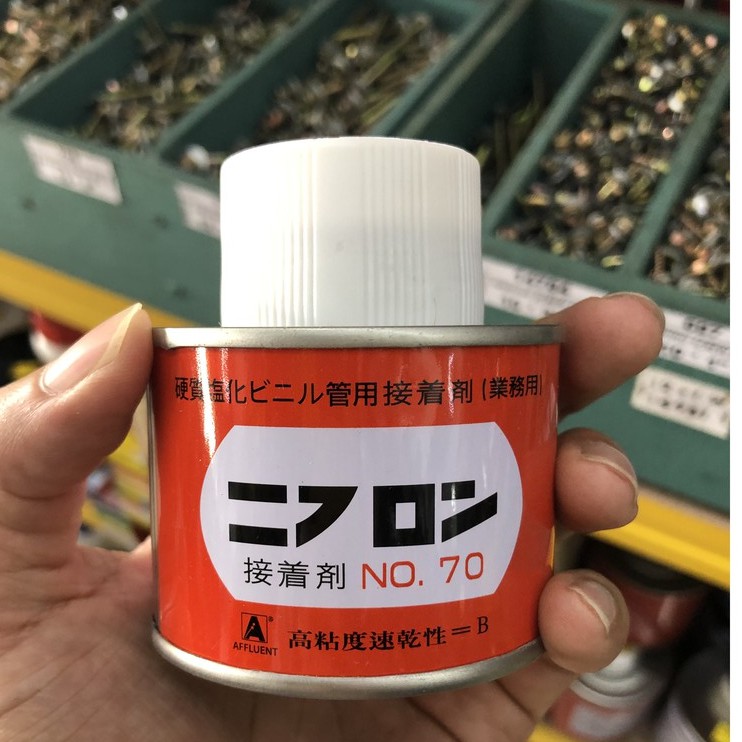 硬質塩化ビニル管用接着剤(業務用)
ニフロン
接着剤 NO. 70
A
AFFLUENT
高粘度速乾性=B